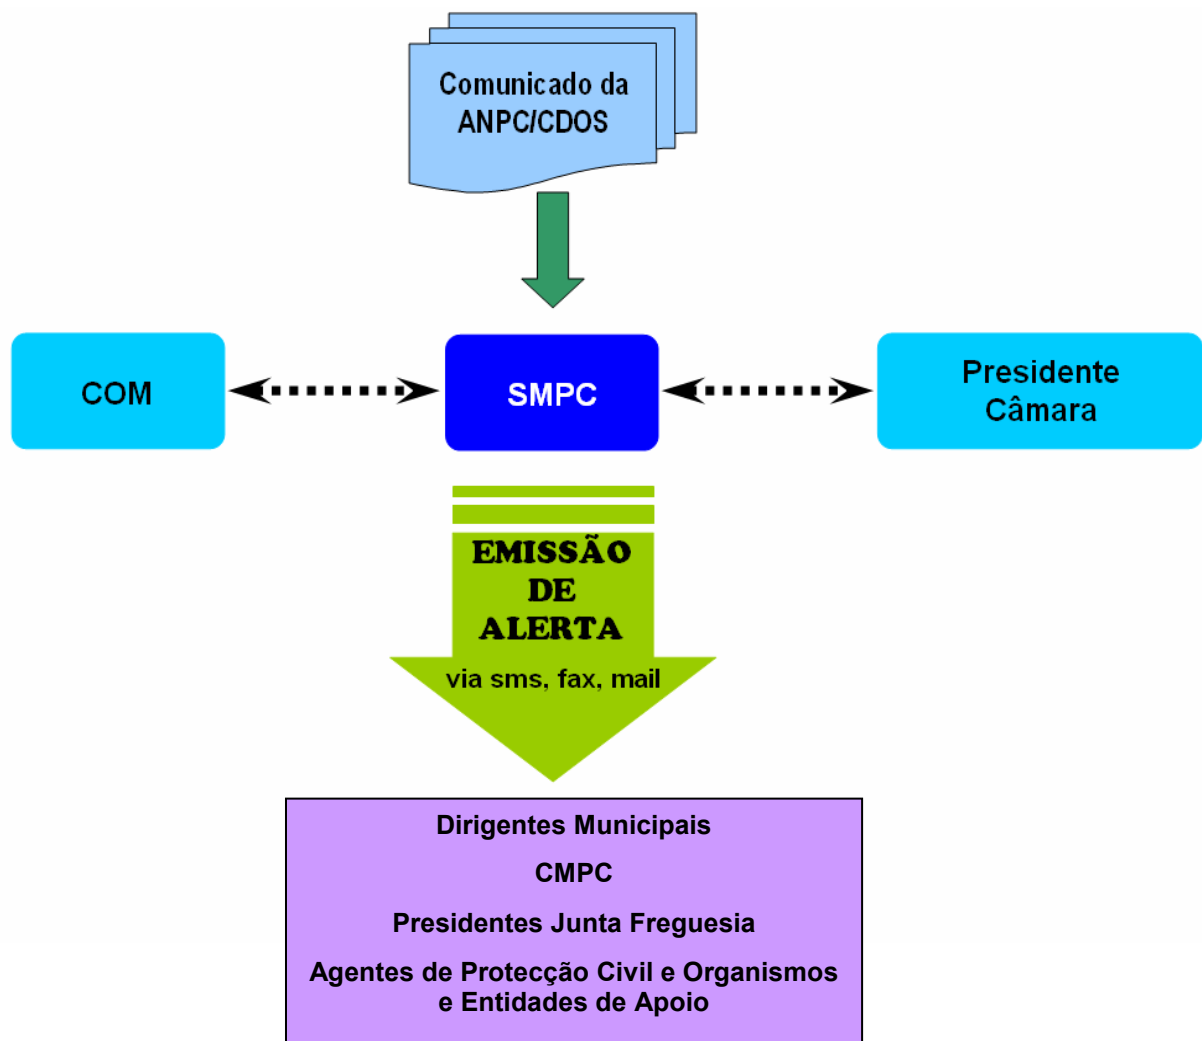 Comunicado da
ANPC/CDOS
COM
SMPC
Presidente
Câmara
EMISSÃO
DE
ALERTA
via sms, fax, mail
Dirigentes Municipais
CMPC
Presidentes Junta Freguesia
Agentes de Protecção Civil e Organismos
e Entidades de Apoio